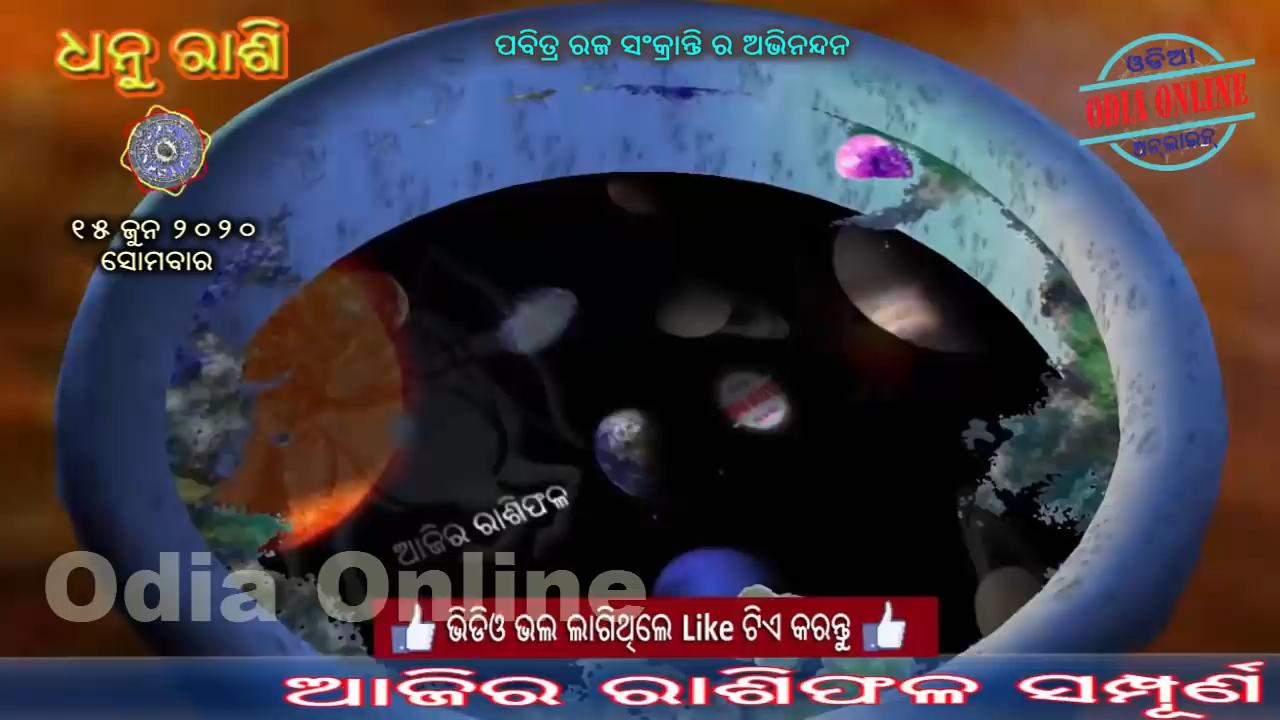 ଧନୁ ରାଶି
ପବିତ୍ର ରଜ ସଂକ୍ରାନ୍ତି ର ଅଭିନନ୍ଦନ
ଓଡିଆ
ODIA ONLINE
ଅନଲାଇନ୍
୧୫ ଜୁନ ୨୦୨୦
ସୋମବାର
ଆଜିର ରାଶିଫଳ
Odia Online
ଭିଡିଓ ଭଲ ଲାଗିଥିଲେ Like ଟିଏ କରନ୍ତୁ
ଆଜିର ରାଶିଫଳ ସମ୍ପୂର୍ଣ